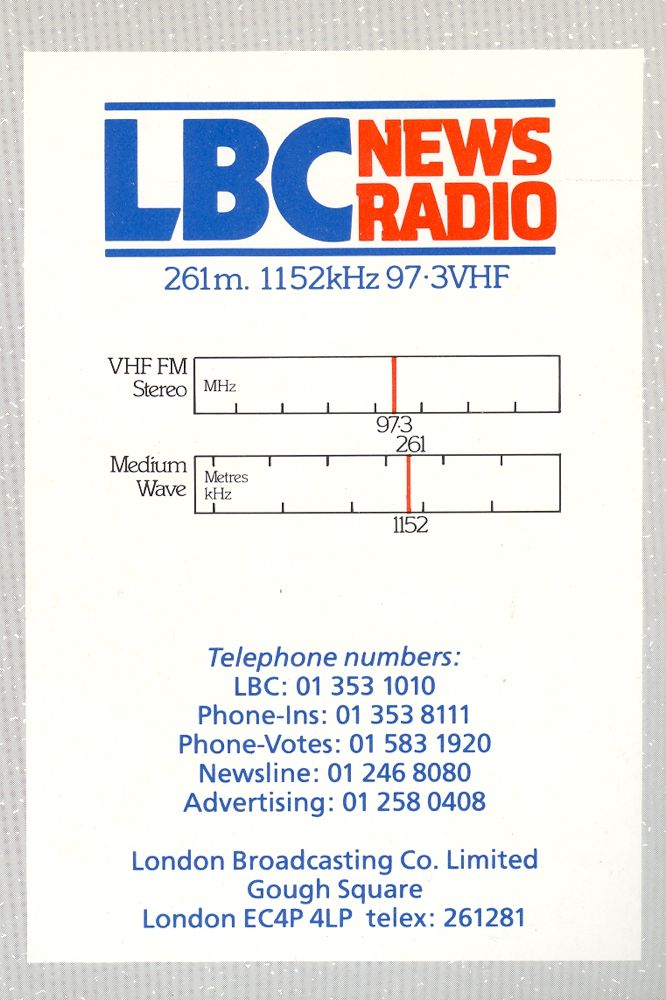 LBC NEWS RADIO
261m. 1152kHz 97·3VHF
VHF FM Stereo
MHz
97·3
261
Medium Wave
Metres
kHz
1152
Telephone numbers:
LBC: 01 353 1010
Phone-Ins: 01 353 8111
Phone-Votes: 01 583 1920
Newsline: 01 246 8080
Advertising: 01 258 0408
London Broadcasting Co. Limited
Gough Square
London EC4P 4LP telex: 261281